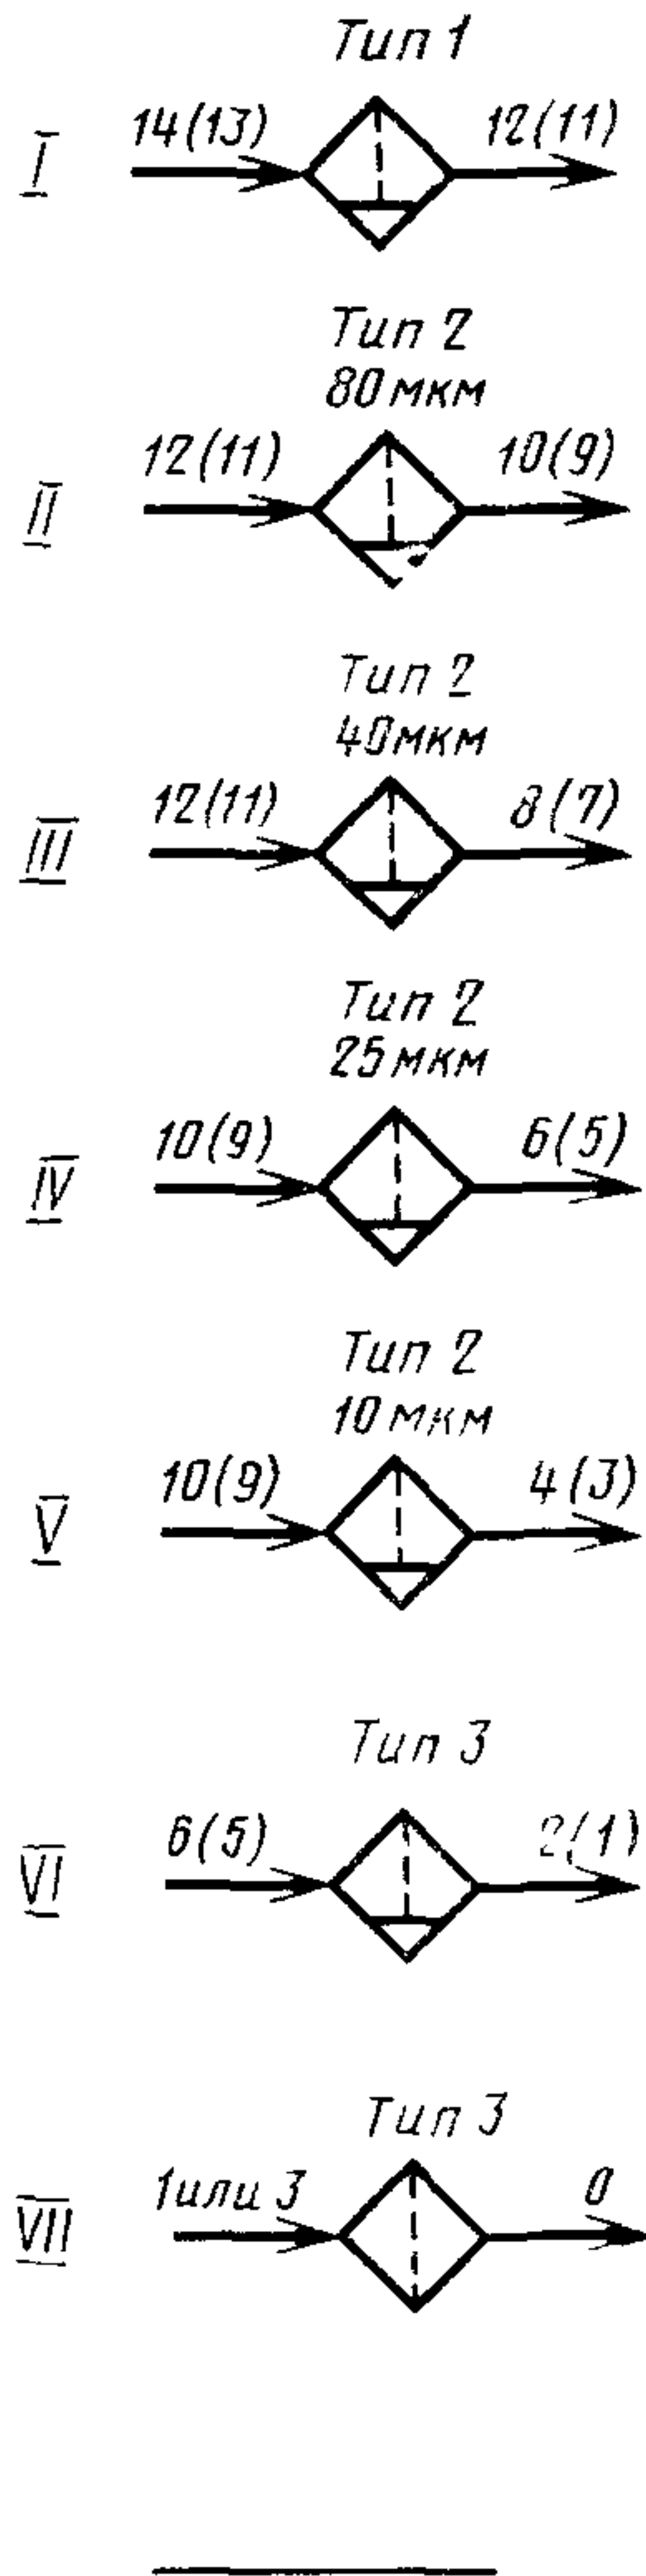 Тип 1
I 14(13) 12(11)
Тип 2
80 мкм
II 12(11) 10(9)
Тип 2
40 мкм
III 12(11) 8(7)
Тип 2
25 мкм
IV 10(9) 6(5)
Тип 2
10 мкм
V 10(9) 4(3)
Тип 3
VI 6(5) 2(1)
Тип 3
VII 1 или 3 0